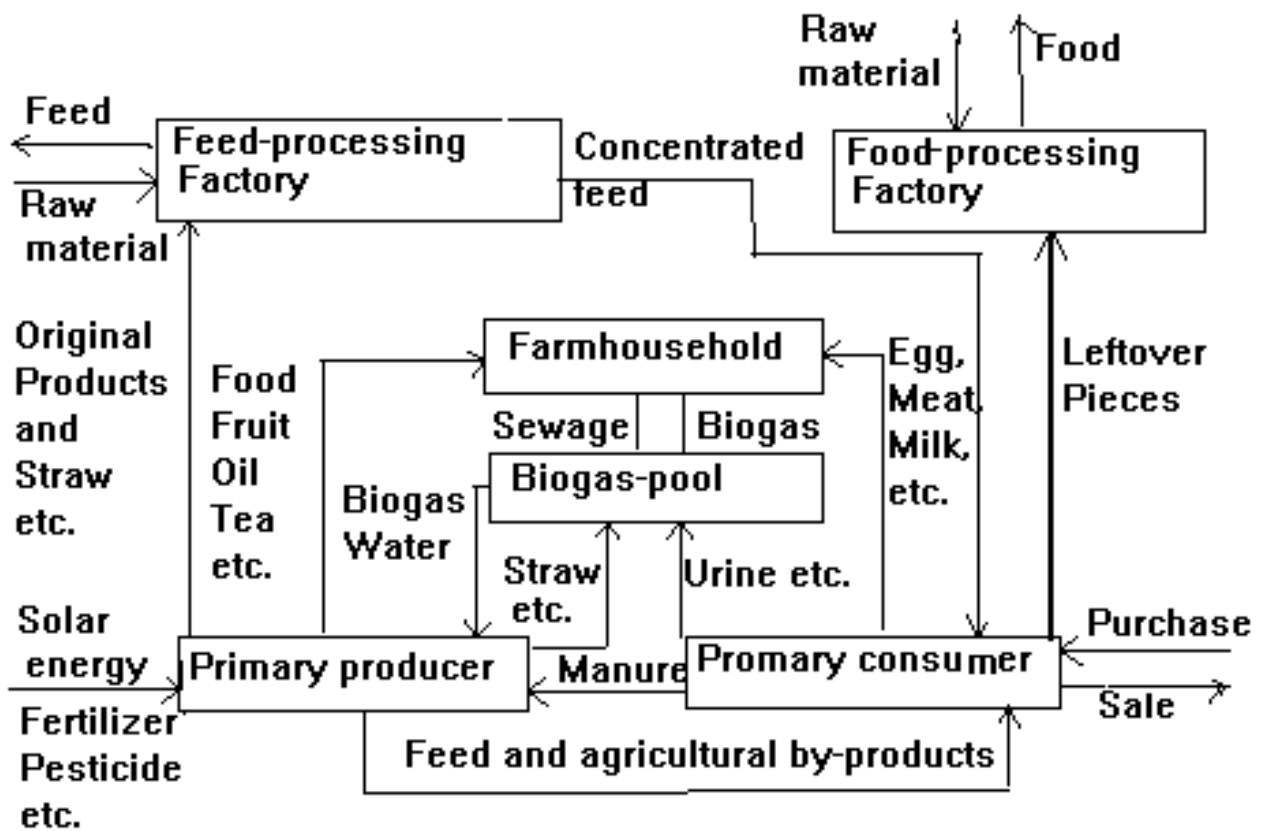 Raw
material
Food
Feed
Feed-processing
Factory
Concentrated
feed
Food-processing
Factory
Raw
material
Original
Products
and
Straw
etc.
Food
Fruit
Oil
Tea
etc.
Farmhousehold
Egg,
Meat,
Milk,
etc.
Leftover
Pieces
Sewage
Biogas
Biogas-pool
Biogas
Water
Straw
etc.
Urine etc.
Solar
energy
Primary producer
Manure
Promary consumer
Purchase
Sale
Fertilizer
Pesticide
etc.
Feed and agricultural by-products